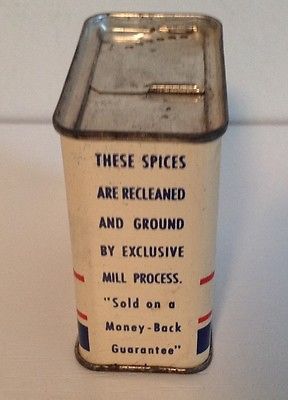 THESE SPICES
ARE RECLEANED
AND GROUND
BY EXCLUSIVE
MILL PROCESS.
"Sold on a
Money-Back
Guarantee"